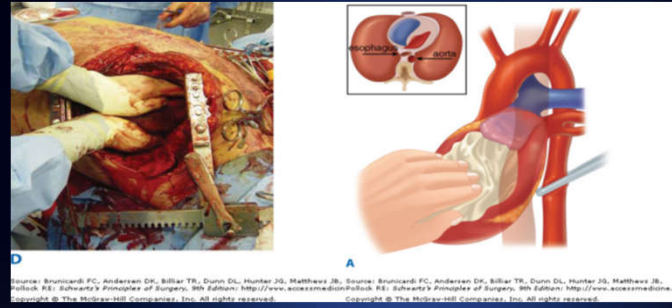 esophagus
aorta
D
Source: Brunicardi FC, Andersen DK, Billiar TR, Dunn DL, Hunter JG, Matthews JB,
Pollock RE: Schwartz's Principles of Surgery, 9th Edition: http://www.accessmedicin
Copyright © The McGraw-Hill Companies, Inc. All rights reserved.
A
Source: Brunicardi FC, Andersen DK, Billiar TR, Dunn DL, Hunter JG, Matthews JB,
Pollock RE: Schwartz's Principles of Surgery, 9th Edition: http://www.accessmedicine
Copyright © The McGraw-Hill Companies, Inc. All rights reserved.